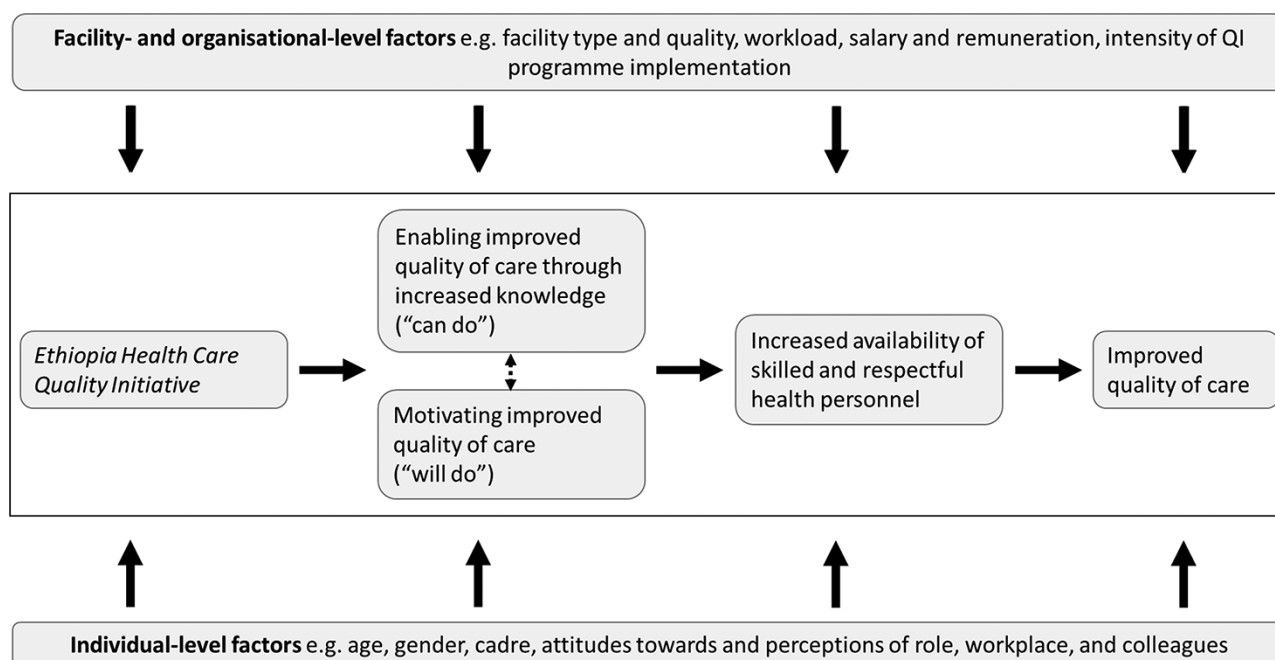 Facility- and organisational-level factors e.g. facility type and quality, workload, salary and remuneration, intensity of QI
programme implementation
Ethiopia Health Care
Quality Initiative
Enabling improved
quality of care through
increased knowledge
(“can do”)
Motivating improved
quality of care
(“will do”)
Increased availability of
skilled and respectful
health personnel
Improved
quality of care
Individual-level factors e.g. age, gender, cadre, attitudes towards and perceptions of role, workplace, and colleagues